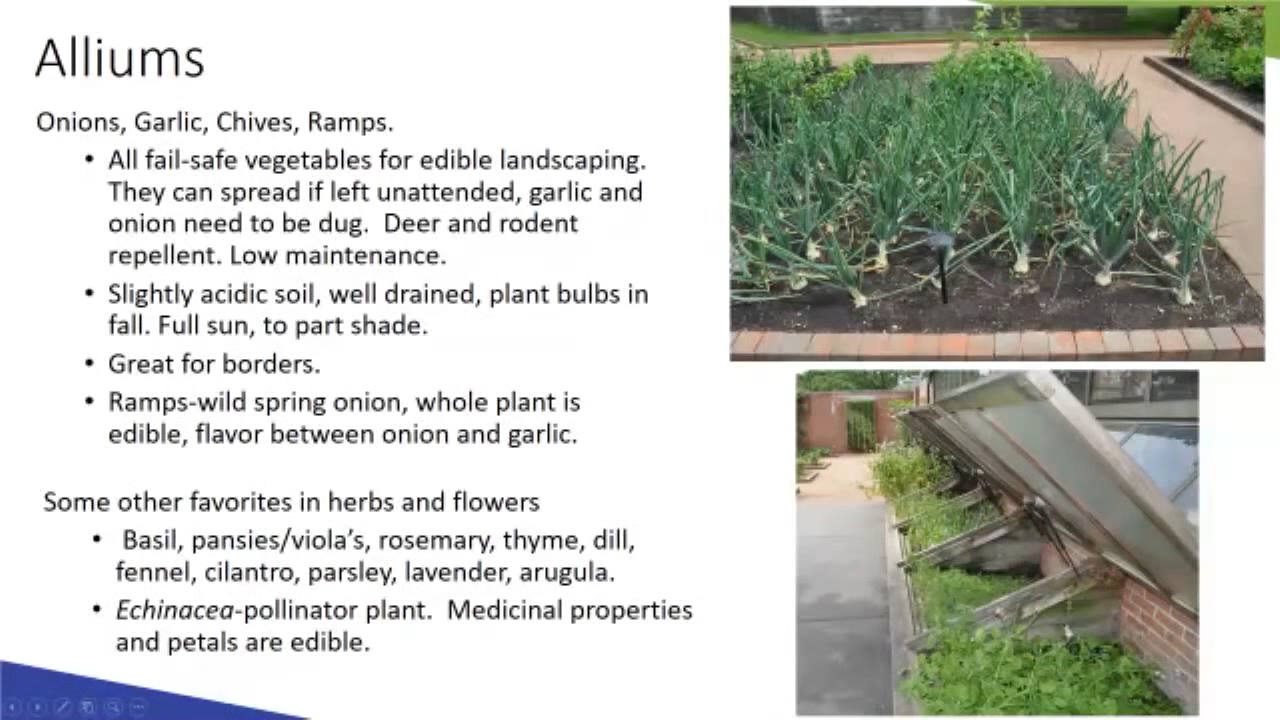 Alliums
Onions, Garlic, Chives, Ramps.
• All fail-safe vegetables for edible landscaping.
They can spread if left unattended, garlic and
onion need to be dug.  Deer and rodent
repellent. Low maintenance.
• Slightly acidic soil, well drained, plant bulbs in
fall. Full sun, to part shade.
• Great for borders.
• Ramps-wild spring onion, whole plant is
edible, flavor between onion and garlic.
Some other favorites in herbs and flowers
• Basil, pansies/viola’s, rosemary, thyme, dill,
fennel, cilantro, parsley, lavender, arugula.
• Echinacea-pollinator plant.  Medicinal properties
and petals are edible.